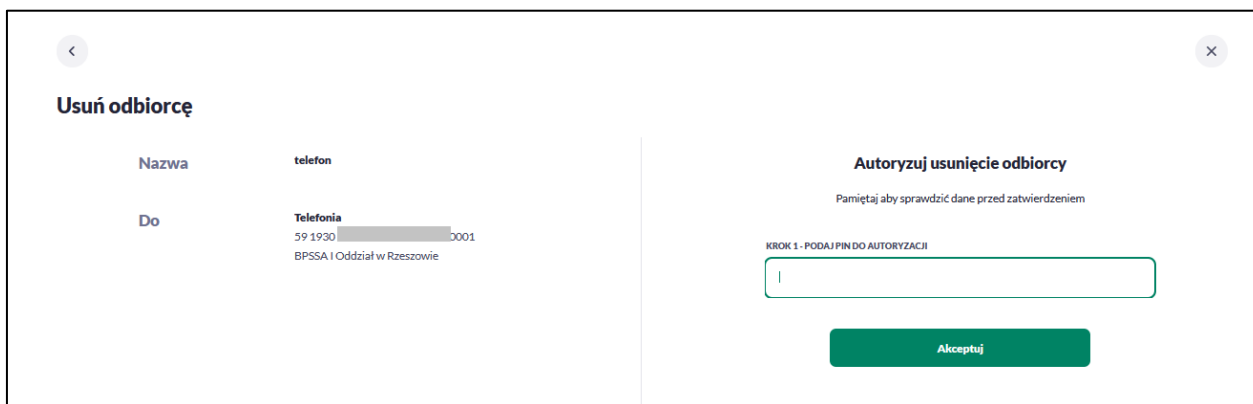 Usuń odbiorcę
Nazwa
telefon
Do
Telefonia
59 1930 0001
BPSSA I Oddział w Rzeszowie
Autoryzuj usunięcie odbiorcy
Pamiętaj aby sprawdzić dane przed zatwierdzeniem
KROK 1 - PODAJ PIN DO AUTORYZACJI
Akceptuj